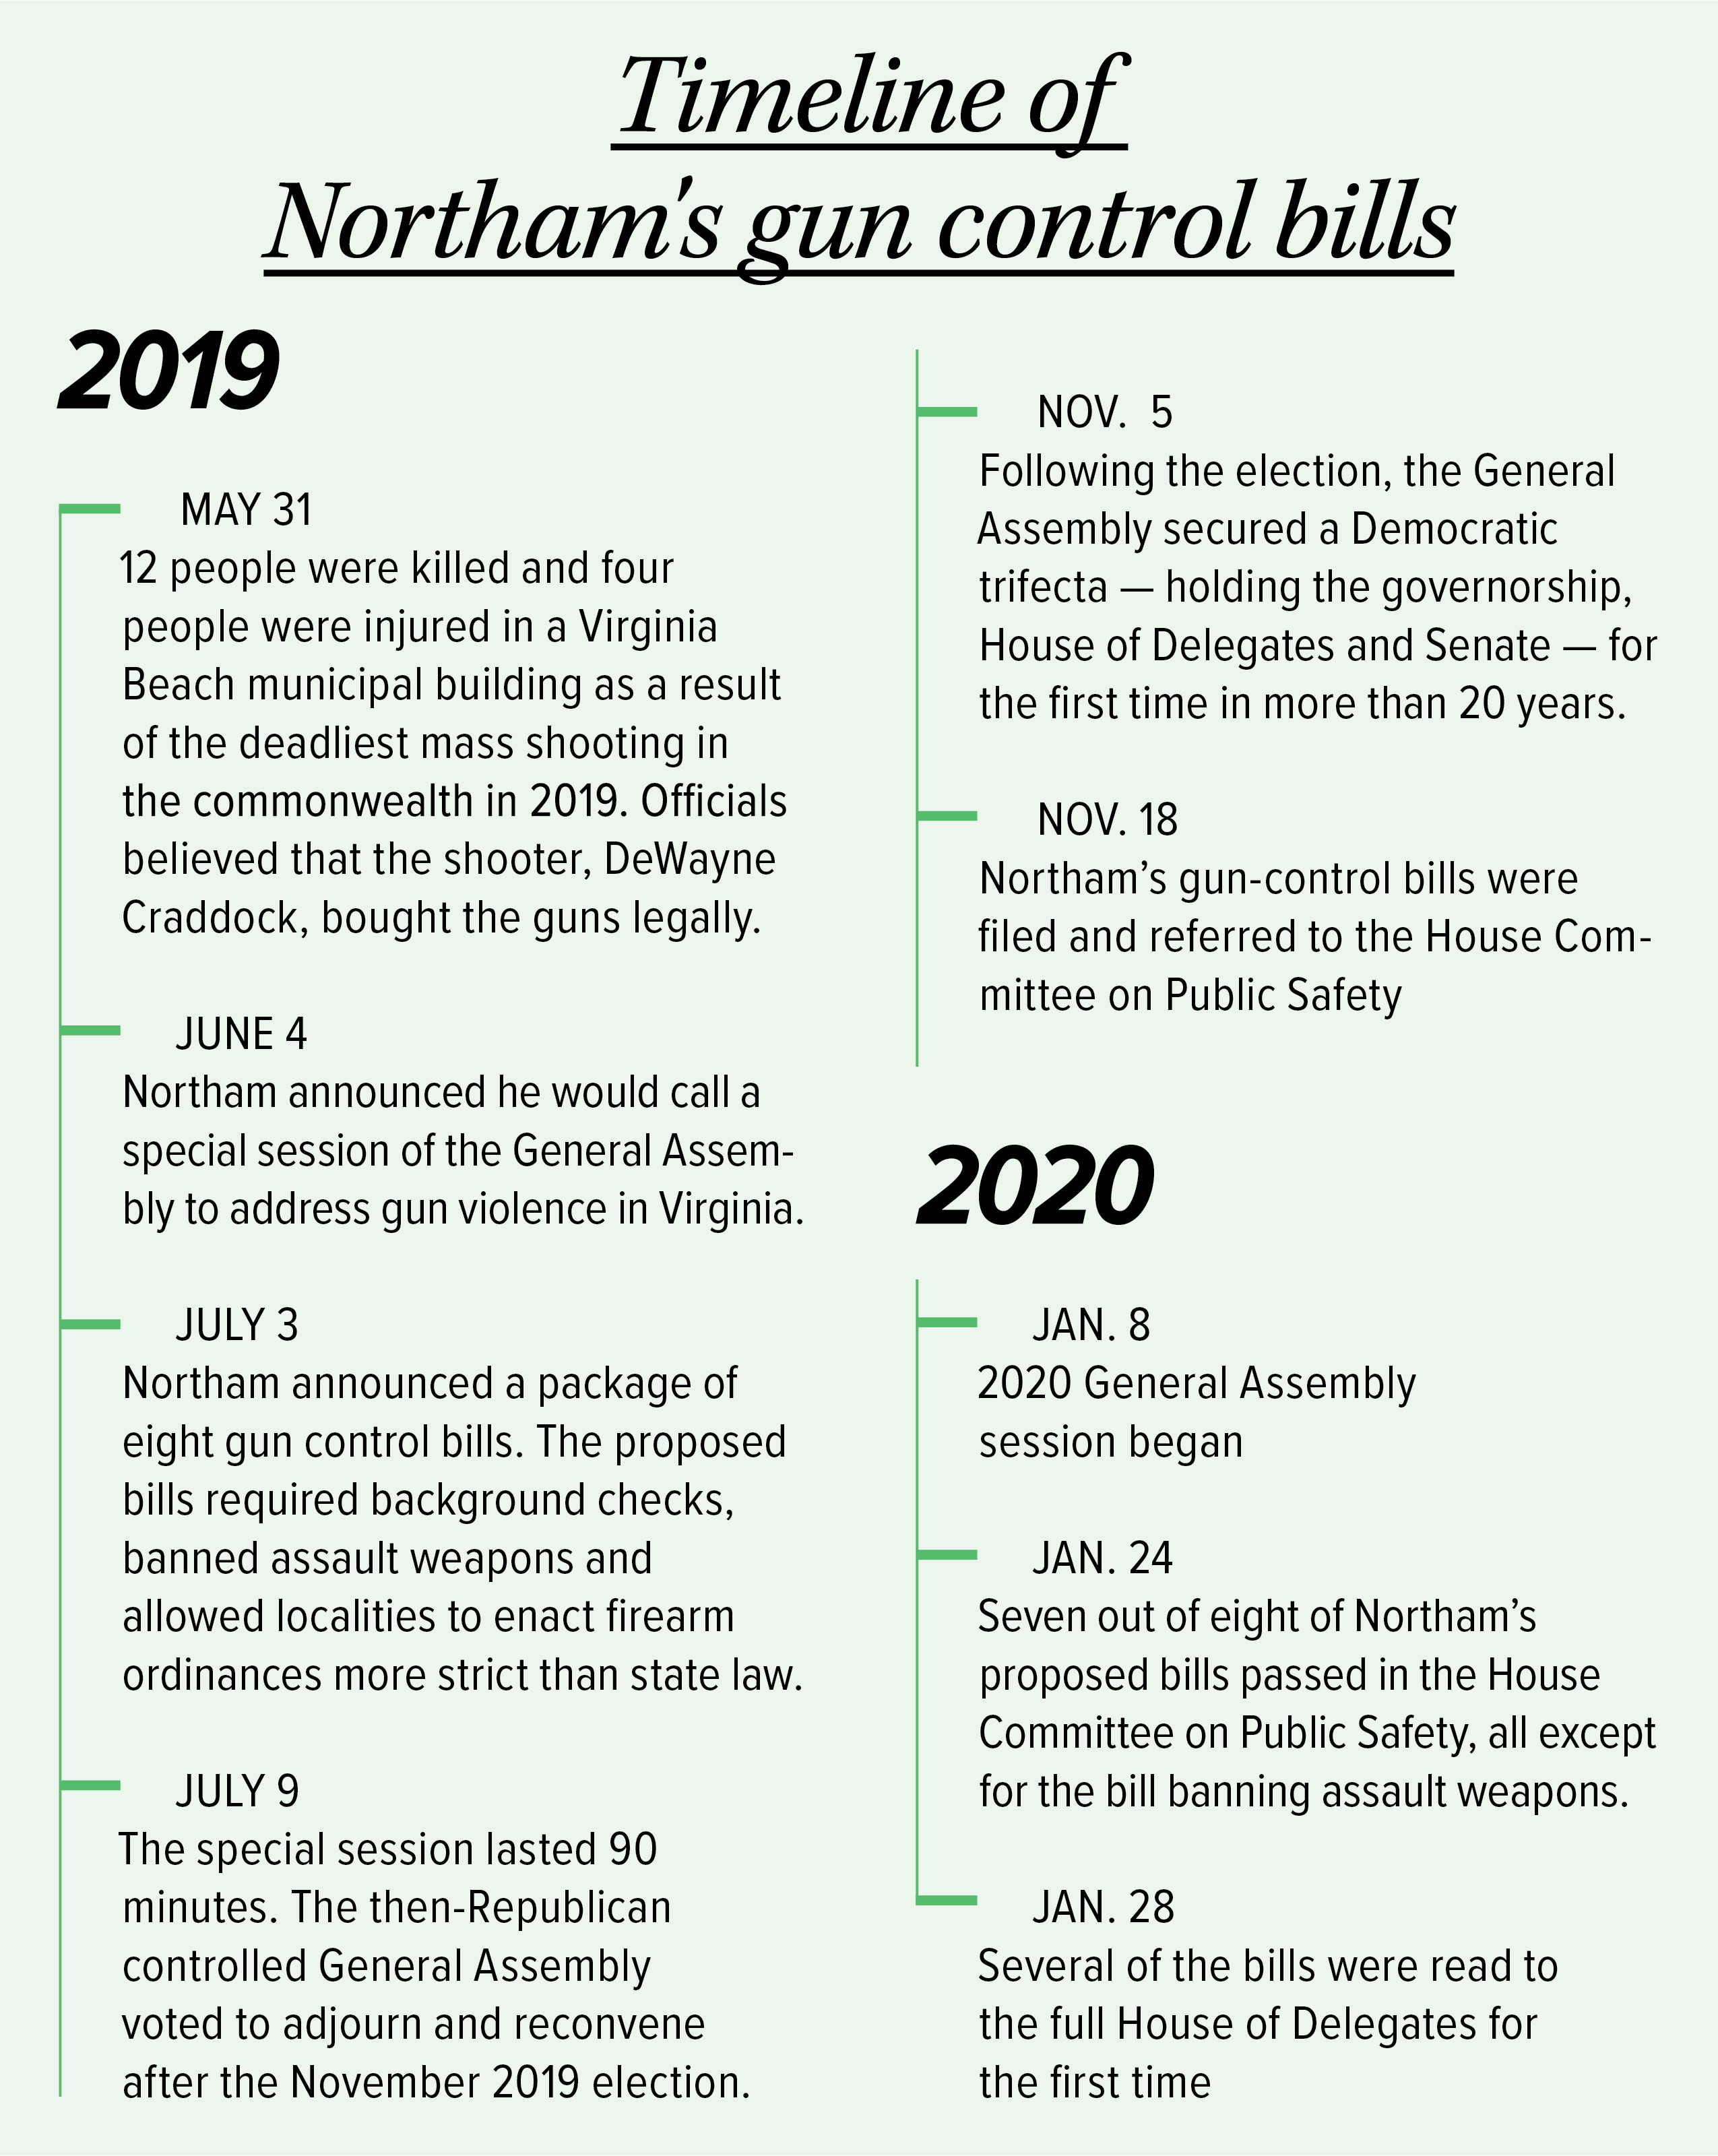 Timeline of
Northam's gun control bills
2019
MAY 31
12 people were killed and four
people were injured in a Virginia
Beach municipal building as a result
of the deadliest mass shooting in
the commonwealth in 2019. Officials
believed that the shooter, DeWayne
Craddock, bought the guns legally.
JUNE 4
Northam announced he would call a
special session of the General Assem-
bly to address gun violence in Virginia.
JULY 3
Northam announced a package of
eight gun control bills. The proposed
bills required background checks,
banned assault weapons and
allowed localities to enact firearm
ordinances more strict than state law.
JULY 9
The special session lasted 90
minutes. The then-Republican
controlled General Assembly
voted to adjourn and reconvene
after the November 2019 election.
NOV.  5
Following the election, the General
Assembly secured a Democratic
trifecta — holding the governorship,
House of Delegates and Senate — for
the first time in more than 20 years.
NOV. 18
Northam’s gun-control bills were
filed and referred to the House Com-
mittee on Public Safety
2020
JAN. 8
2020 General Assembly
session began
JAN. 24
Seven out of eight of Northam’s
proposed bills passed in the House
Committee on Public Safety, all except
for the bill banning assault weapons.
JAN. 28
Several of the bills were read to
the full House of Delegates for
the first time